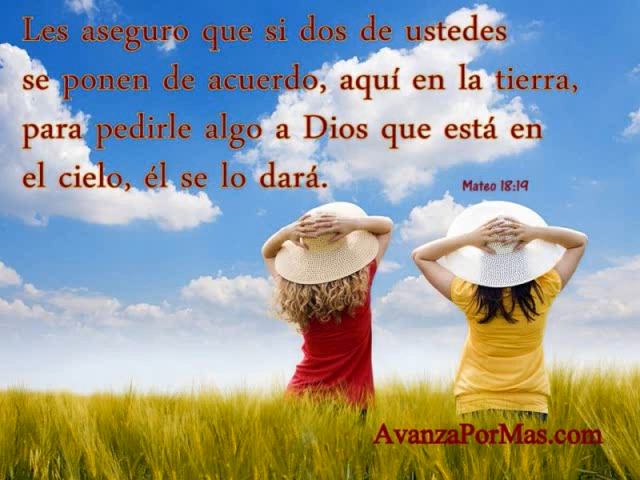 Les aseguro que si dos de ustedes
se ponen de acuerdo, aquí en la tierra,
para pedirle algo a Dios que está en
el cielo, él se lo dará.
Mateo 18:19
AvanzaPorMas.com